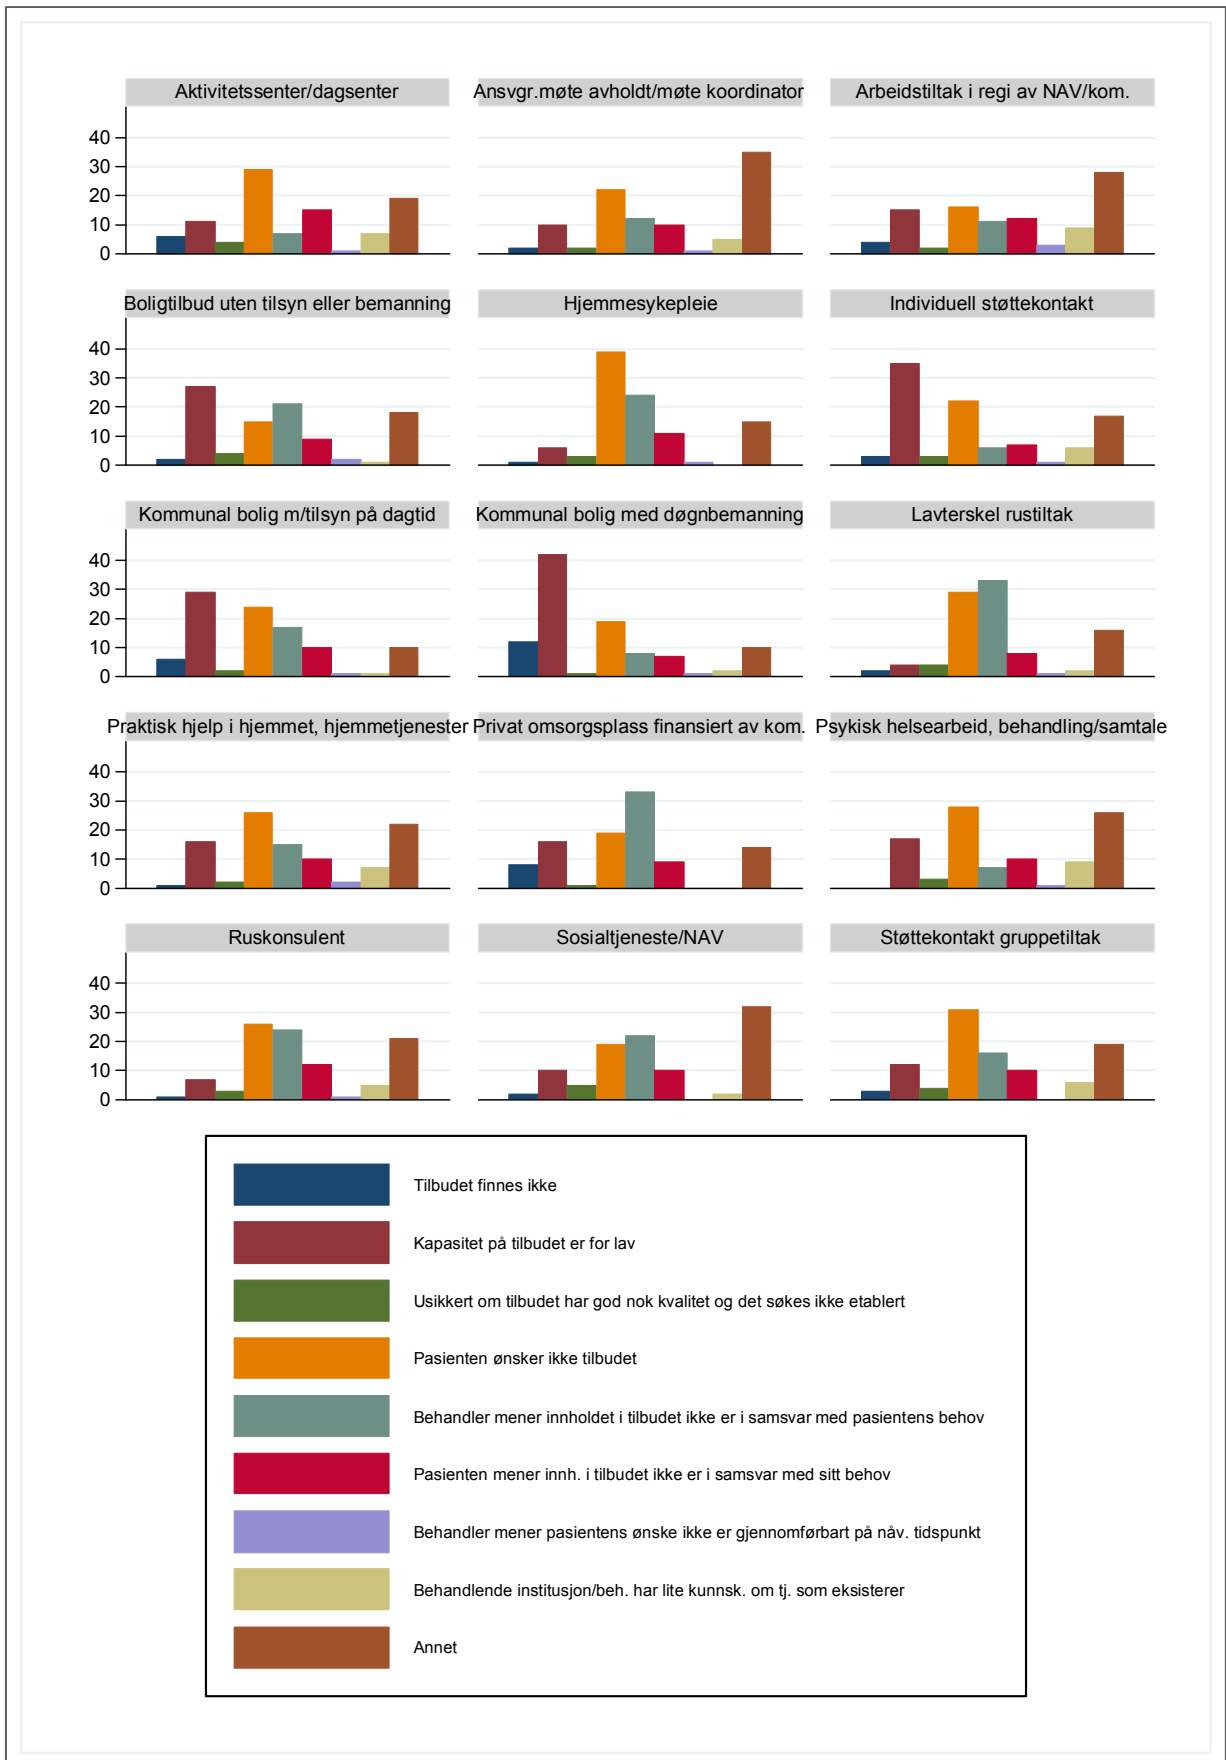 Aktivitetssenter/dagsenter Ansvgr.møte avholdt/møte koordinator Arbeidstiltak i regi av NAV/kom.
40
30
20
10
0
Boligtilbud uten tilsyn eller bemanning Hjemmesykepleie Individuell støttekontakt
40
30
20
10
0
Kommunal bolig m/tilsyn på dagtid Kommunal bolig med døgnbemanning Lavterskel rustiltak
40
30
20
10
0
Praktisk hjelp i hjemmet, hjemmetjenester Privat omsorgsplass finansiert av kom. Psykisk helsearbeid, behandling/samtale
40
30
20
10
0
Ruskonsulent Sosialtjeneste/NAV Støttekontakt gruppetiltak
40
30
20
10
0
Tilbudet finnes ikke
Kapasitet på tilbudet er for lav
Usikkert om tilbudet har god nok kvalitet og det søkes ikke etablert
Pasienten ønsker ikke tilbudet
Behandler mener innholdet i tilbudet ikke er i samsvar med pasientens behov
Pasienten mener innh. i tilbudet ikke er i samsvar med sitt behov
Behandler mener pasientens ønske ikke er gjennomførbart på nåv. tidspunkt
Behandlende institusjon/beh. har lite kunnsk. om tj. som eksisterer
Annet